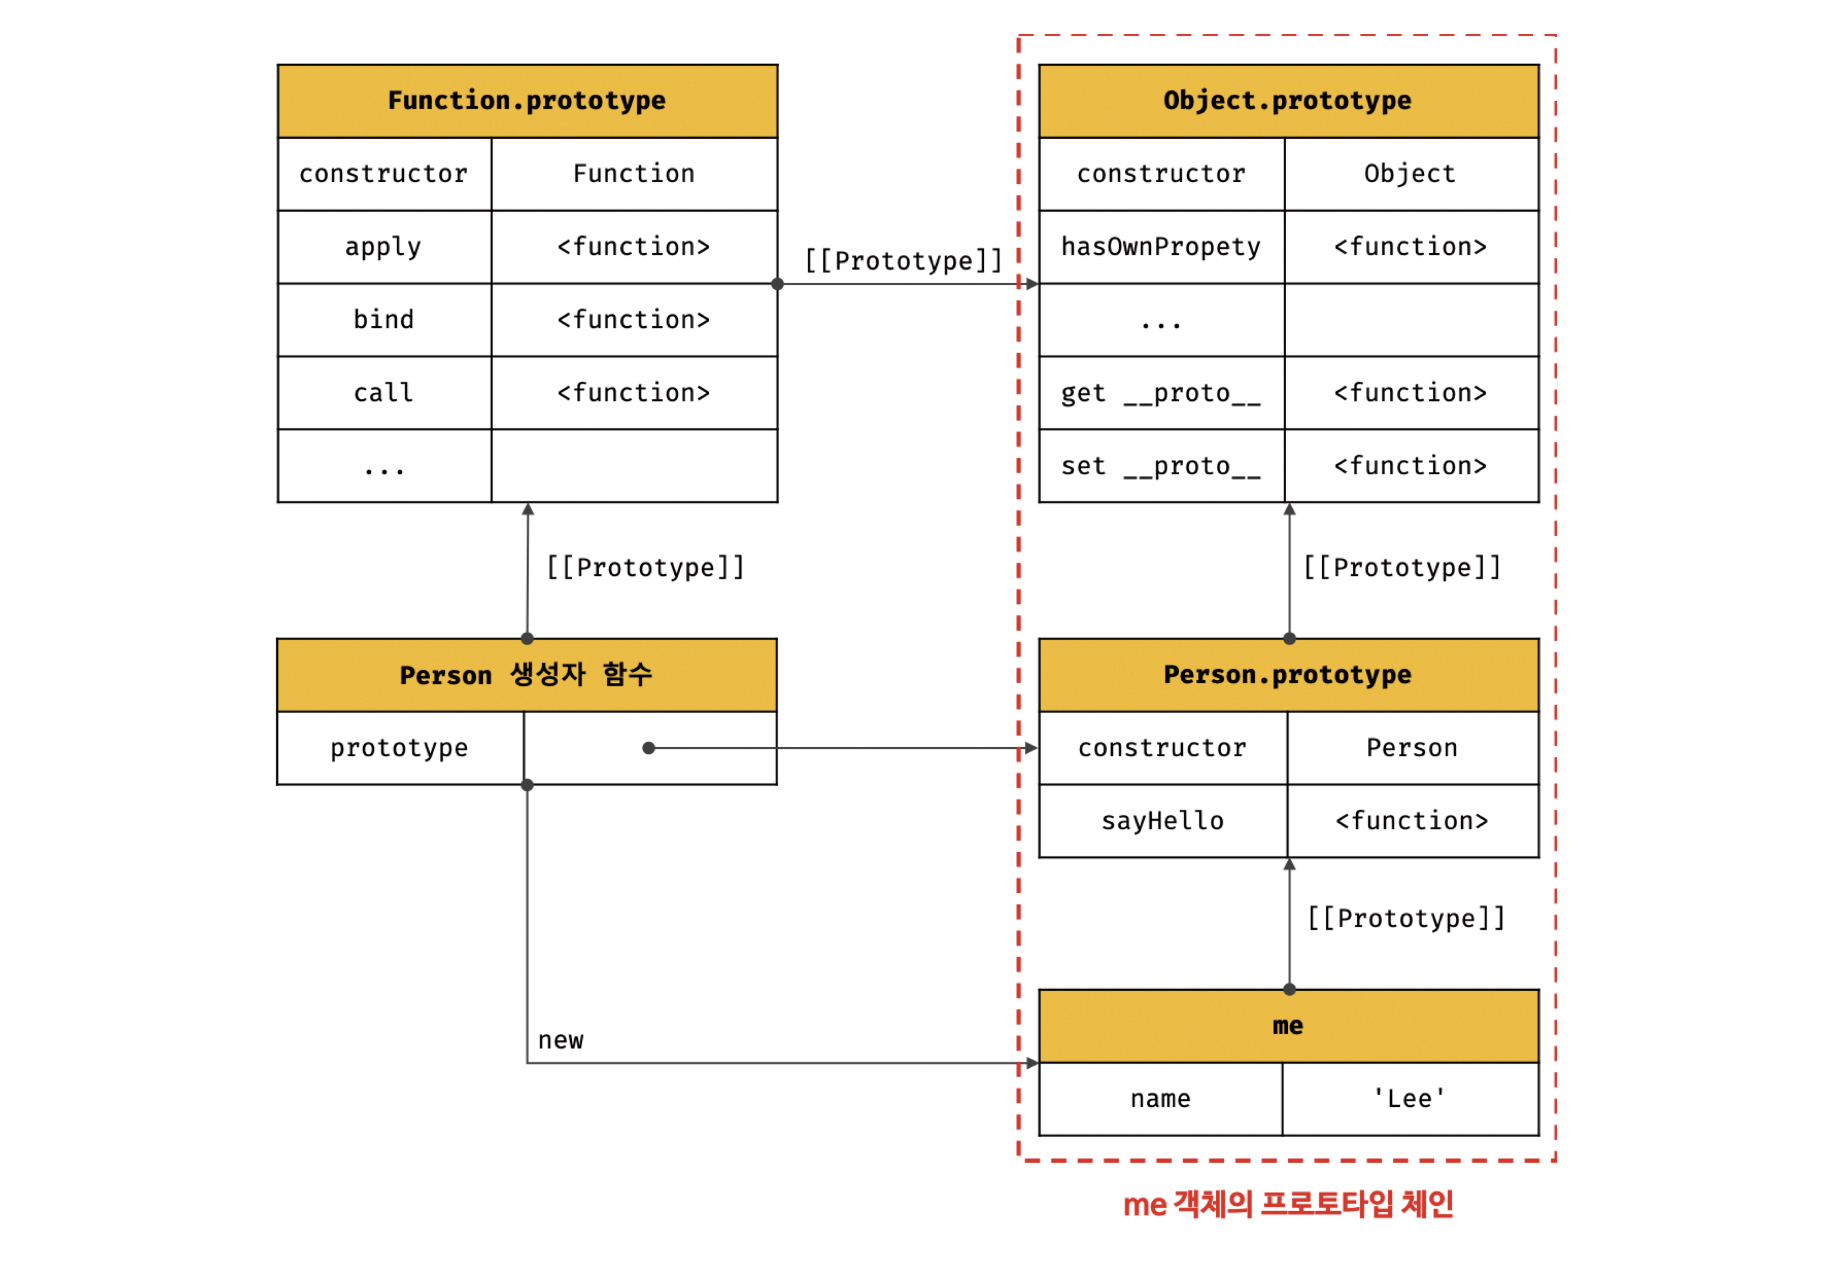 Function.prototype
constructor Function
apply <function>
bind <function>
call <function>
...
[[Prototype]]
Object.prototype
constructor Object
hasOwnPropety <function>
...
get __proto__ <function>
set __proto__ <function>
[[Prototype]]
[[Prototype]]
Person 생성자 함수
prototype
Person.prototype
constructor Person
sayHello <function>
[[Prototype]]
new
me
name 'Lee'
me 객체의 프로토타입 체인